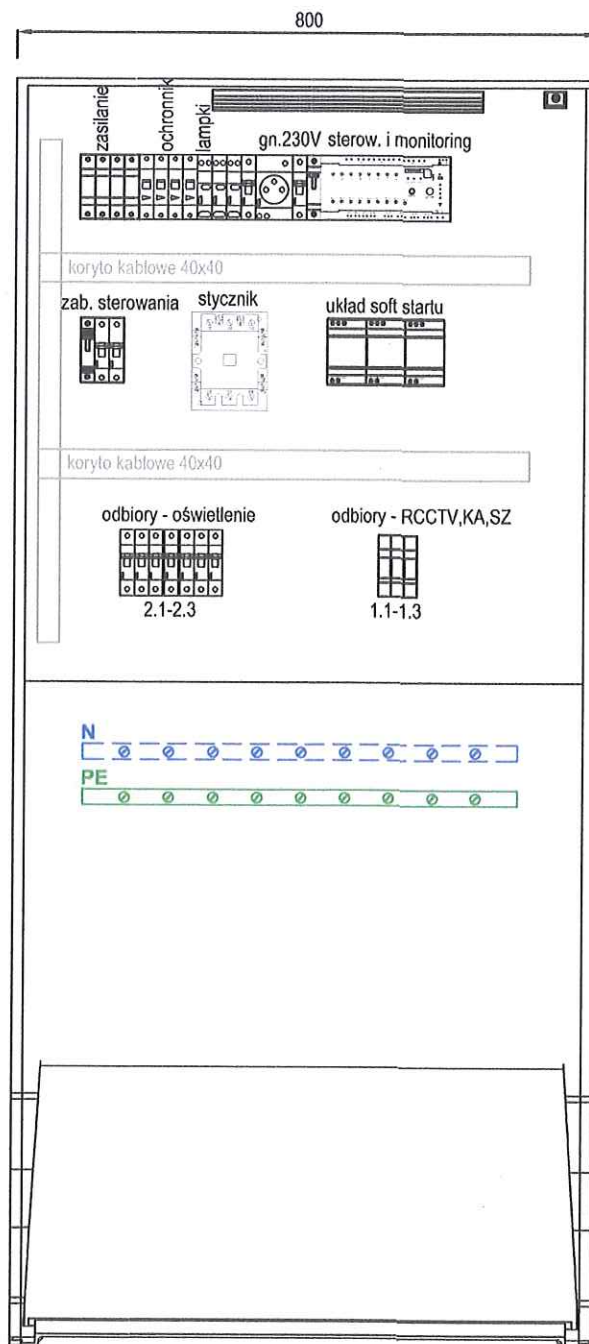 800
zasilanie
ochronnik
lampki
gn.230V sterow. i monitoring
koryto kablowe 40x40
zab. sterowania
stycznik
układ soft startu
koryto kablowe 40x40
odbiory - oświetlenie
odbiory - RCCTV,KA,SZ
2.1-2.3
1.1-1.3
N
PE